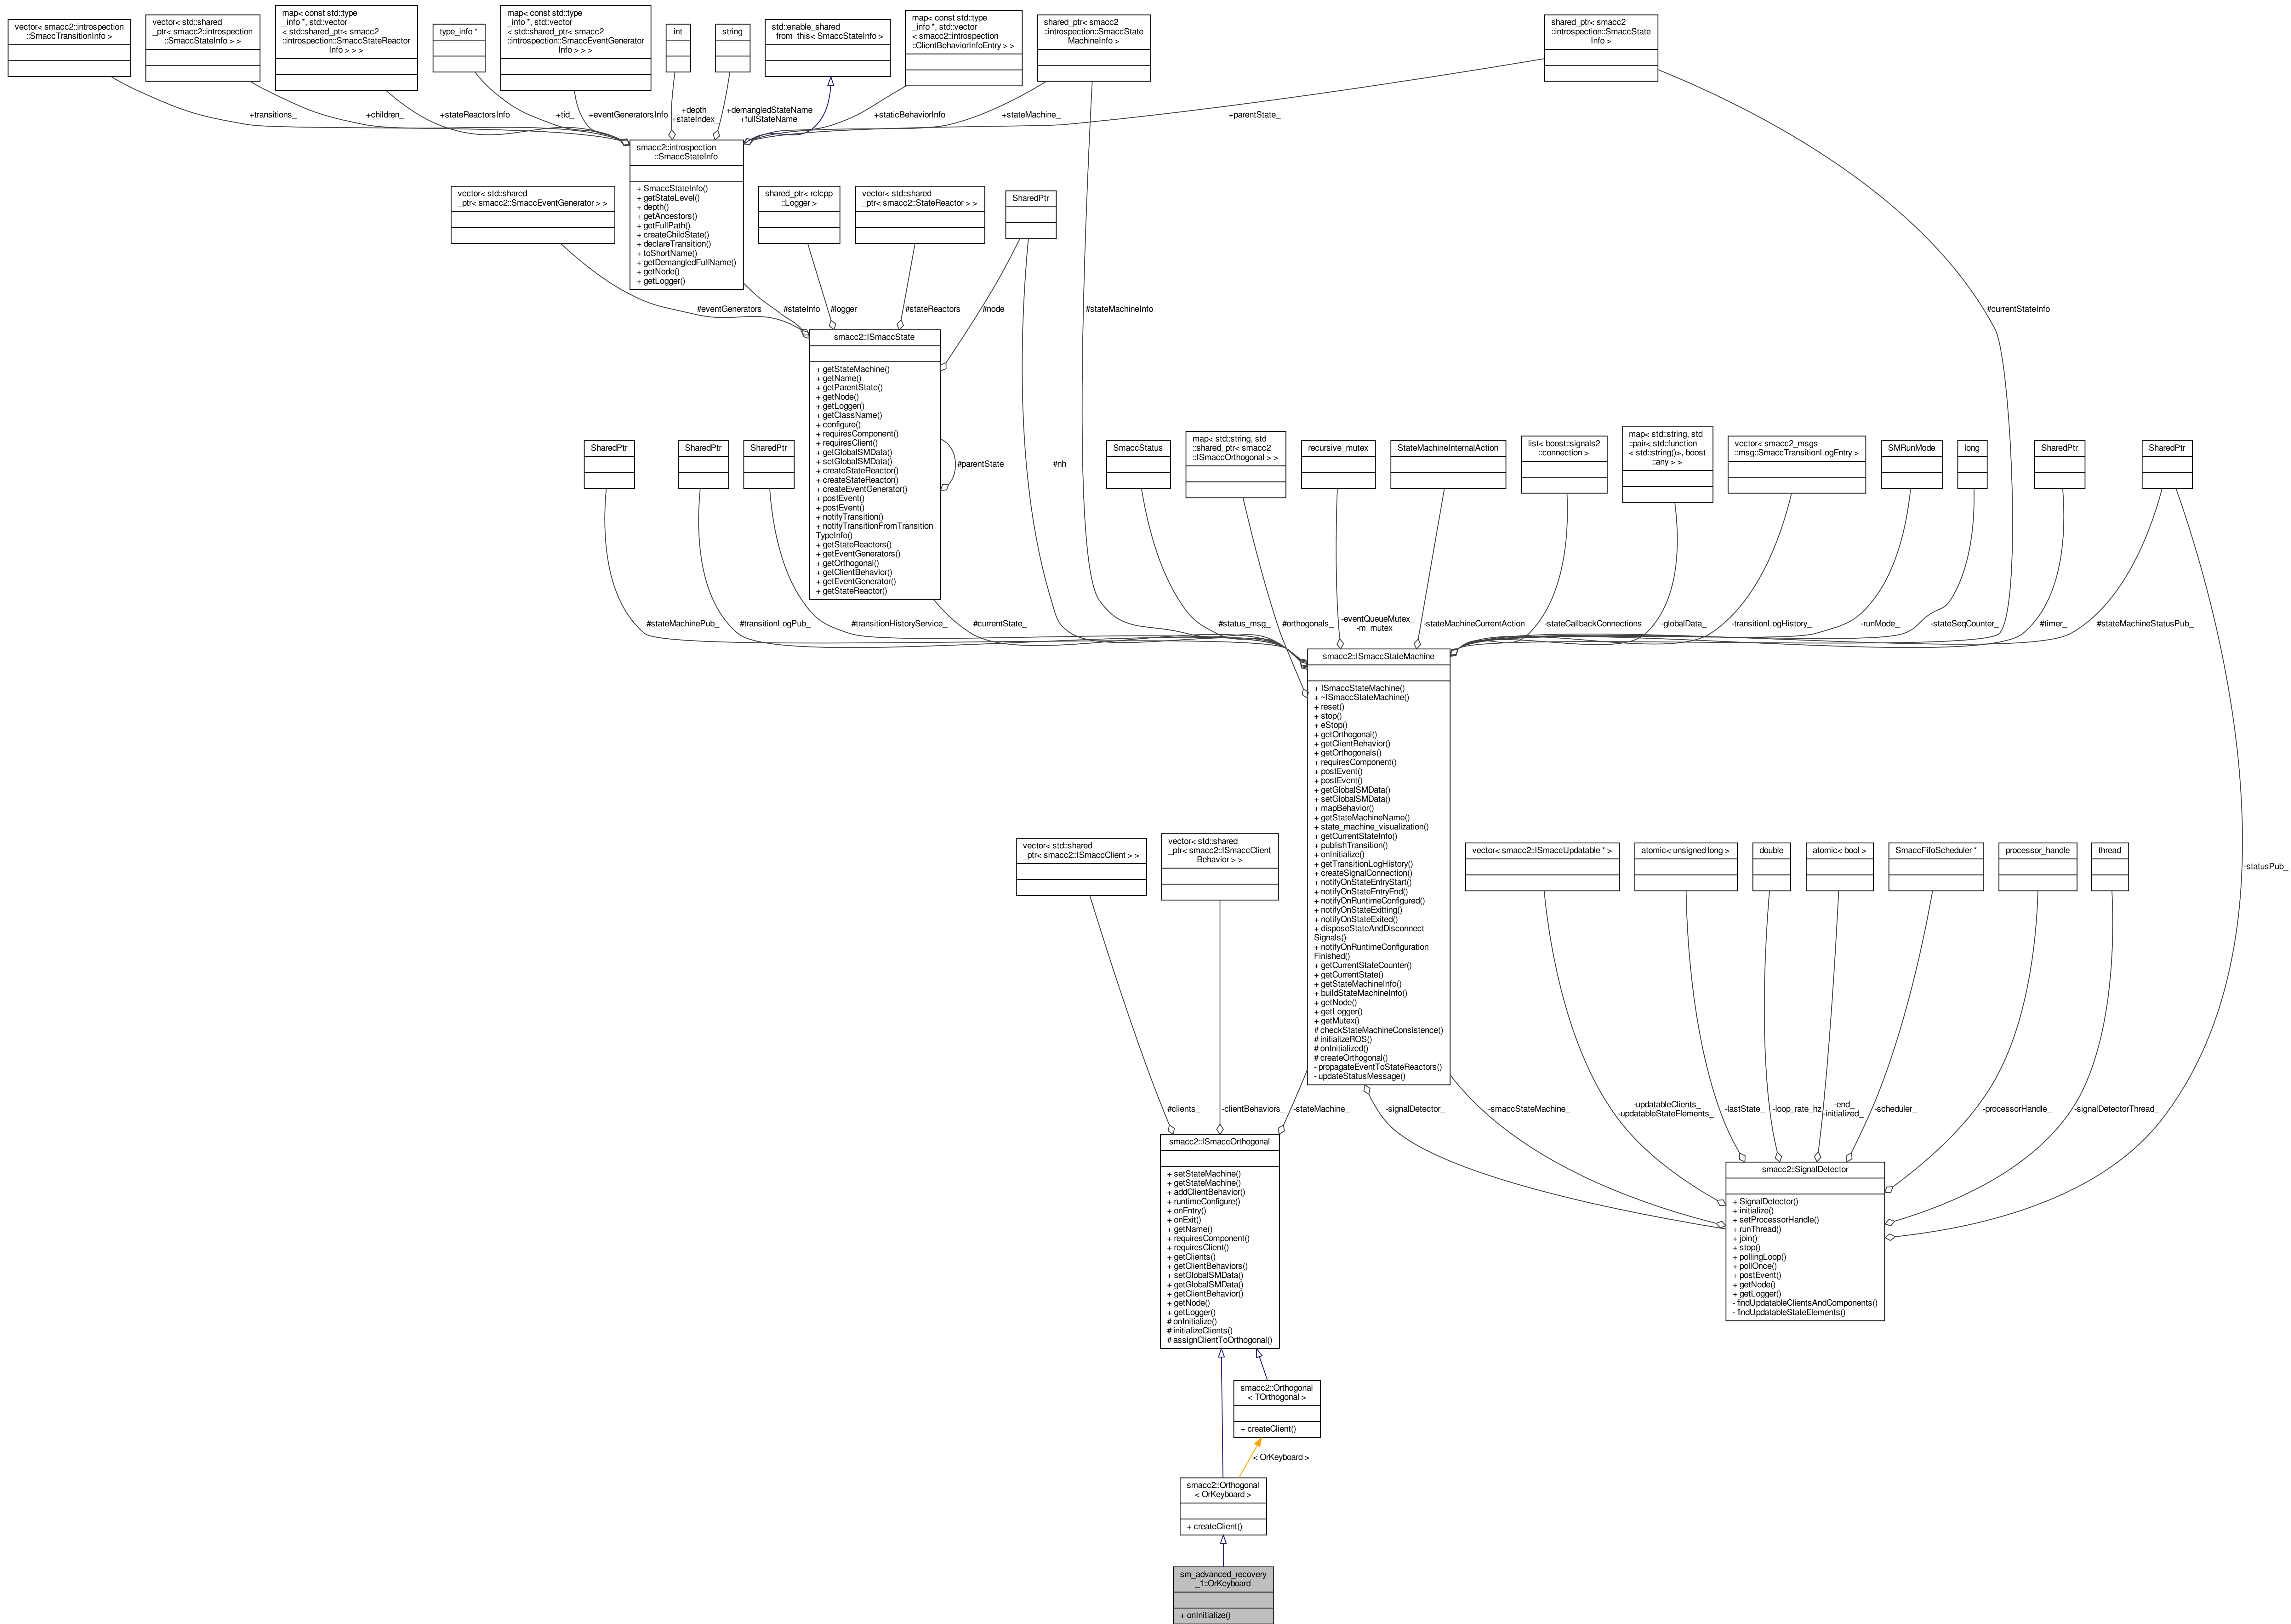 vector< smacc2::introspection
::SmaccTransitionInfo >
vector< std::shared
_ptr< smacc2::introspection
::SmaccStateInfo > >
map< const std::type
_info *, std::vector
< std::shared_ptr< smacc2
::introspection::SmaccStateReactor
Info > > >
type_info *
map< const std::type
_info *, std::vector
< std::shared_ptr< smacc2
::introspection::SmaccEventGenerator
Info > > >
int
string
std::enable_shared
_from_this< SmaccStateInfo >
map< const std::type
_info *, std::vector
< smacc2::introspection
::ClientBehaviorInfoEntry > >
shared_ptr< smacc2
::introspection::SmaccState
MachineInfo >
shared_ptr< smacc2
::introspection::SmaccState
Info >
+transitions_
+children_
+stateReactorsInfo
+tid_
+eventGeneratorsInfo
+depth_
+stateIndex_
+demangledStateName
+fullStateName
+staticBehaviorInfo
+stateMachine_
+parentState_
smacc2::introspection
::SmaccStateInfo
+ SmaccStateInfo()
+ getStateLevel()
+ depth()
+ getAncestors()
+ getFullPath()
+ createChildState()
+ declareTransition()
+ toShortName()
+ getDemangledFullName()
+ getNode()
+ getLogger()
vector< std::shared
_ptr< smacc2::SmaccEventGenerator > >
shared_ptr< rclcpp
::Logger >
vector< std::shared
_ptr< smacc2::StateReactor > >
SharedPtr
#eventGenerators_
#stateInfo_
#logger_
#stateReactors_
#node_
#stateMachineInfo_
#currentStateInfo_
smacc2::ISmaccState
+ getStateMachine()
+ getName()
+ getParentState()
+ getNode()
+ getLogger()
+ getClassName()
+ configure()
+ requiresComponent()
+ requiresClient()
+ getGlobalSMData()
+ setGlobalSMData()
+ createStateReactor()
+ createStateReactor()
+ createEventGenerator()
+ postEvent()
+ postEvent()
+ notifyTransition()
+ notifyTransitionFromTransition
TypeInfo()
+ getStateReactors()
+ getEventGenerators()
+ getOrthogonal()
+ getClientBehavior()
+ getEventGenerator()
+ getStateReactor()
#parentState_
#nh_
SharedPtr
SharedPtr
SharedPtr
SmaccStatus
map< std::string, std
::shared_ptr< smacc2
::ISmaccOrthogonal > >
recursive_mutex
StateMachineInternalAction
list< boost::signals2
::connection >
map< std::string, std
::pair< std::function
< std::string()>, boost
::any > >
vector< smacc2_msgs
::msg::SmaccTransitionLogEntry >
SMRunMode
long
SharedPtr
SharedPtr
#stateMachinePub_
#transitionLogPub_
#transitionHistoryService_
#currentState_
#status_msg_
#orthogonals_
-eventQueueMutex_
-m_mutex_
-stateMachineCurrentAction
-stateCallbackConnections
-globalData_
-transitionLogHistory_
-runMode_
-stateSeqCounter_
#timer_
#stateMachineStatusPub_
smacc2::ISmaccStateMachine
+ ISmaccStateMachine()
+ ~ISmaccStateMachine()
+ reset()
+ stop()
+ eStop()
+ getOrthogonal()
+ getClientBehavior()
+ getOrthogonals()
+ requiresComponent()
+ postEvent()
+ postEvent()
+ getGlobalSMData()
+ setGlobalSMData()
+ mapBehavior()
+ getStateMachineName()
+ state_machine_visualization()
+ getCurrentStateInfo()
+ publishTransition()
+ onInitialize()
+ getTransitionLogHistory()
+ createSignalConnection()
+ notifyOnStateEntryStart()
+ notifyOnStateEntryEnd()
+ notifyOnRuntimeConfigured()
+ notifyOnStateExitting()
+ notifyOnStateExited()
+ disposeStateAndDisconnect
Signals()
+ notifyOnRuntimeConfiguration
Finished()
+ getCurrentStateCounter()
+ getCurrentState()
+ getStateMachineInfo()
+ buildStateMachineInfo()
+ getNode()
+ getLogger()
+ getMutex()
# checkStateMachineConsistence()
# initializeROS()
# onInitialized()
# createOrthogonal()
- propagateEventToStateReactors()
- updateStatusMessage()
vector< std::shared
_ptr< smacc2::ISmaccClient > >
vector< std::shared
_ptr< smacc2::ISmaccClient
Behavior > >
vector< smacc2::ISmaccUpdatable * >
atomic< unsigned long >
double
atomic< bool >
SmaccFifoScheduler *
processor_handle
thread
-statusPub_
#clients_
-clientBehaviors_
-stateMachine_
-signalDetector_
-smaccStateMachine_
-updatableClients_
-updatableStateElements_
-lastState_
-loop_rate_hz
-end_
-initialized_
-scheduler_
-processorHandle_
-signalDetectorThread_
smacc2::ISmaccOrthogonal
+ setStateMachine()
+ getStateMachine()
+ addClientBehavior()
+ runtimeConfigure()
+ onEntry()
+ onExit()
+ getName()
+ requiresComponent()
+ requiresClient()
+ getClients()
+ getClientBehaviors()
+ setGlobalSMData()
+ getGlobalSMData()
+ getClientBehavior()
+ getNode()
+ getLogger()
# onInitialize()
# initializeClients()
# assignClientToOrthogonal()
smacc2::SignalDetector
+ SignalDetector()
+ initialize()
+ setProcessorHandle()
+ runThread()
+ join()
+ stop()
+ pollingLoop()
+ pollOnce()
+ postEvent()
+ getNode()
+ getLogger()
- findUpdatableClientsAndComponents()
- findUpdatableStateElements()
smacc2::Orthogonal
< TOrthogonal >
+ createClient()
< OrKeyboard >
smacc2::Orthogonal
< OrKeyboard >
+ createClient()
sm_advanced_recovery
_1::OrKeyboard
+ onInitialize()